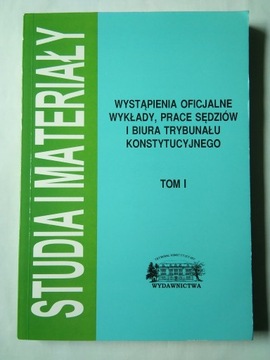 STUDIA I MATERIAŁY
WYSTĄPIENIA OFICJALNE
WYKŁADY, PRACE SĘDZIÓW
I BIURA TRYBUNAŁU
KONSTYTUCYJNEGO
TOM I
WYDAWNICTWA